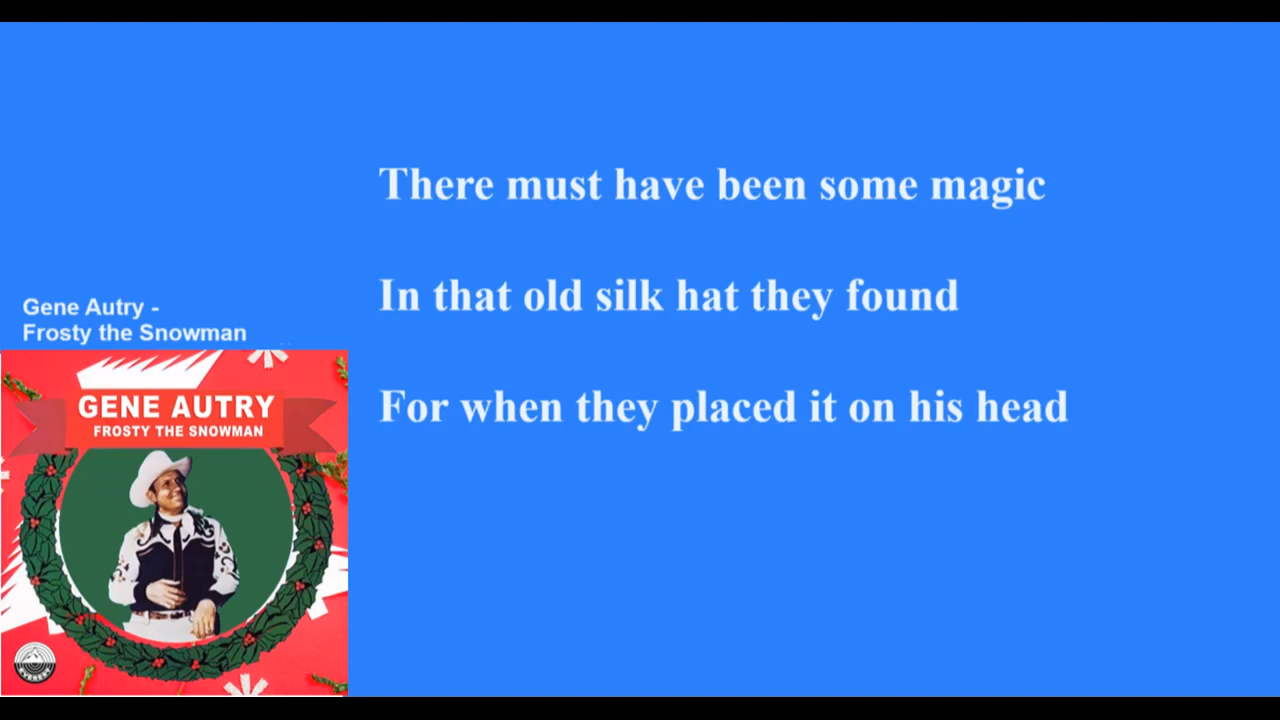 There must have been some magic
In that old silk hat they found
For when they placed it on his head
Gene Autry -
Frosty the Snowman
GENE AUTRY
FROSTY THE SNOWMAN
EVEREST